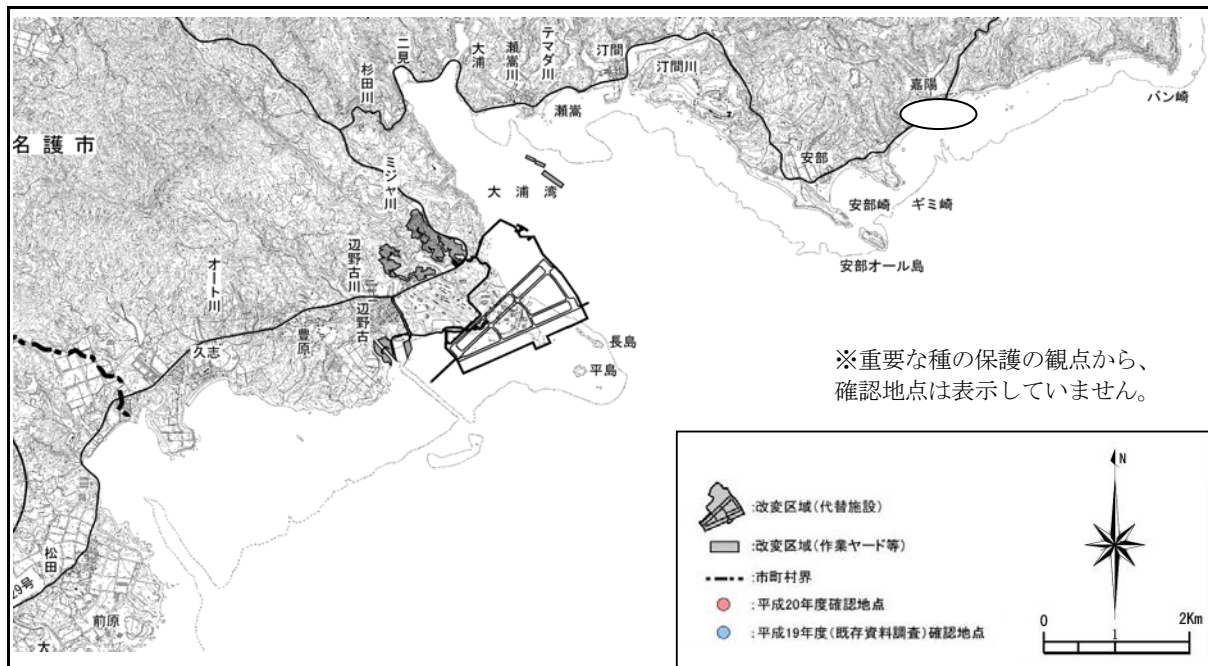 名護市
杉田川
二見
大浦
瀬嵩川
テマダ川
汀間
汀間川
瀬嵩
嘉陽
バン崎
安部
安部崎
ギミ崎
安部オール島
大浦湾
ミジャ川
辺野古川
辺野古
オート川
豊原
久志
長島
平島
松田
29号
前原
大
※重要な種の保護の観点から、
確認地点は表示していません。
:改変区域(代替施設)
:改変区域(作業ヤード等)
:市町村界
:平成20年度確認地点
:平成19年度(既存資料調査)確認地点
N
0 1 2Km